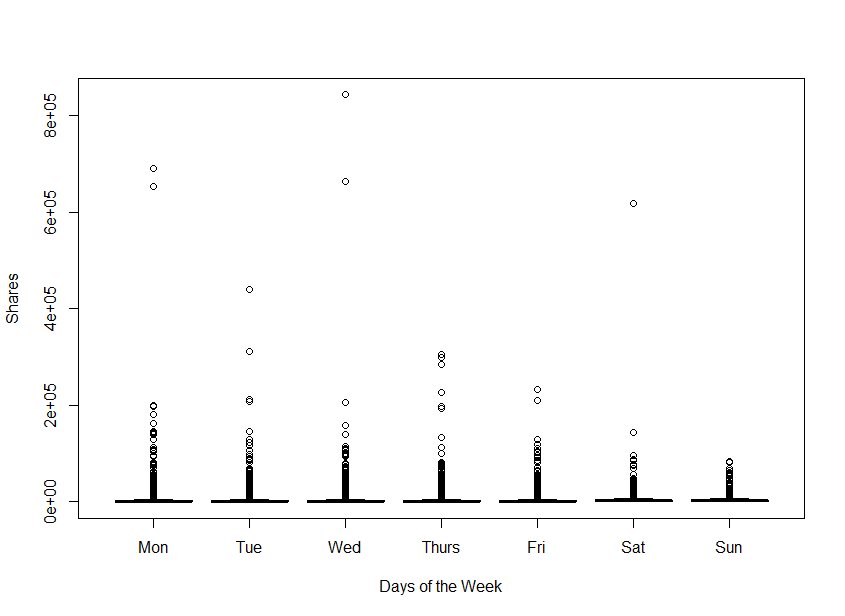 8e+05
6e+05
4e+05
2e+05
0e+00
Shares
Mon Tue Wed Thurs Fri Sat Sun
Days of the Week